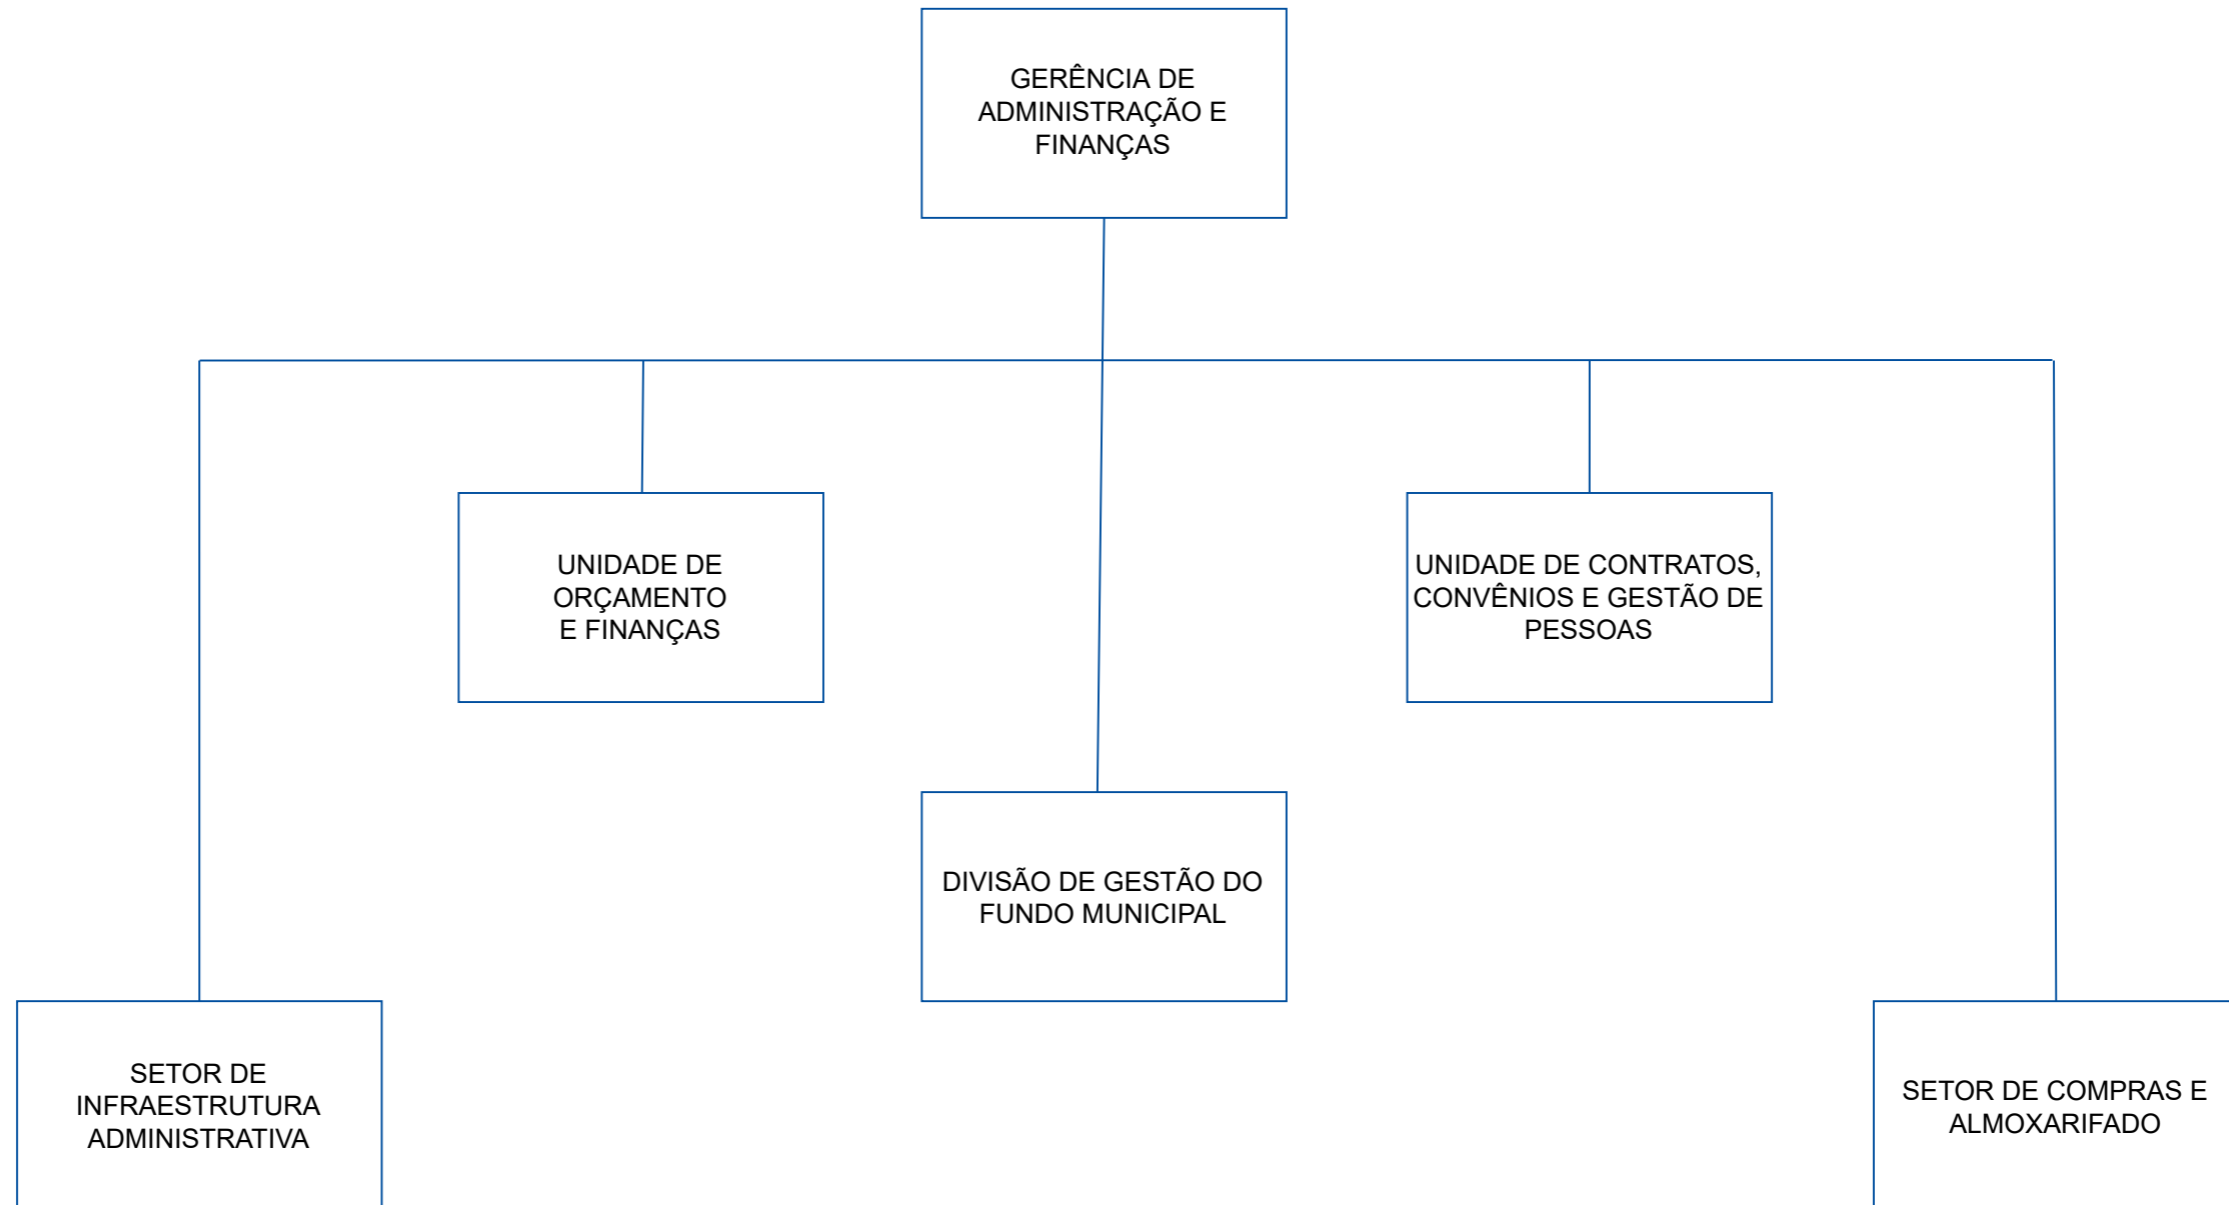 GERÊNCIA DE
ADMINISTRAÇÃO E
FINANÇAS
UNIDADE DE
ORÇAMENTO
E FINANÇAS
UNIDADE DE CONTRATOS,
CONVÊNIOS E GESTÃO DE
PESSOAS
DIVISÃO DE GESTÃO DO
FUNDO MUNICIPAL
SETOR DE
INFRAESTRUTURA
ADMINISTRATIVA
SETOR DE COMPRAS E
ALMOXARIFADO